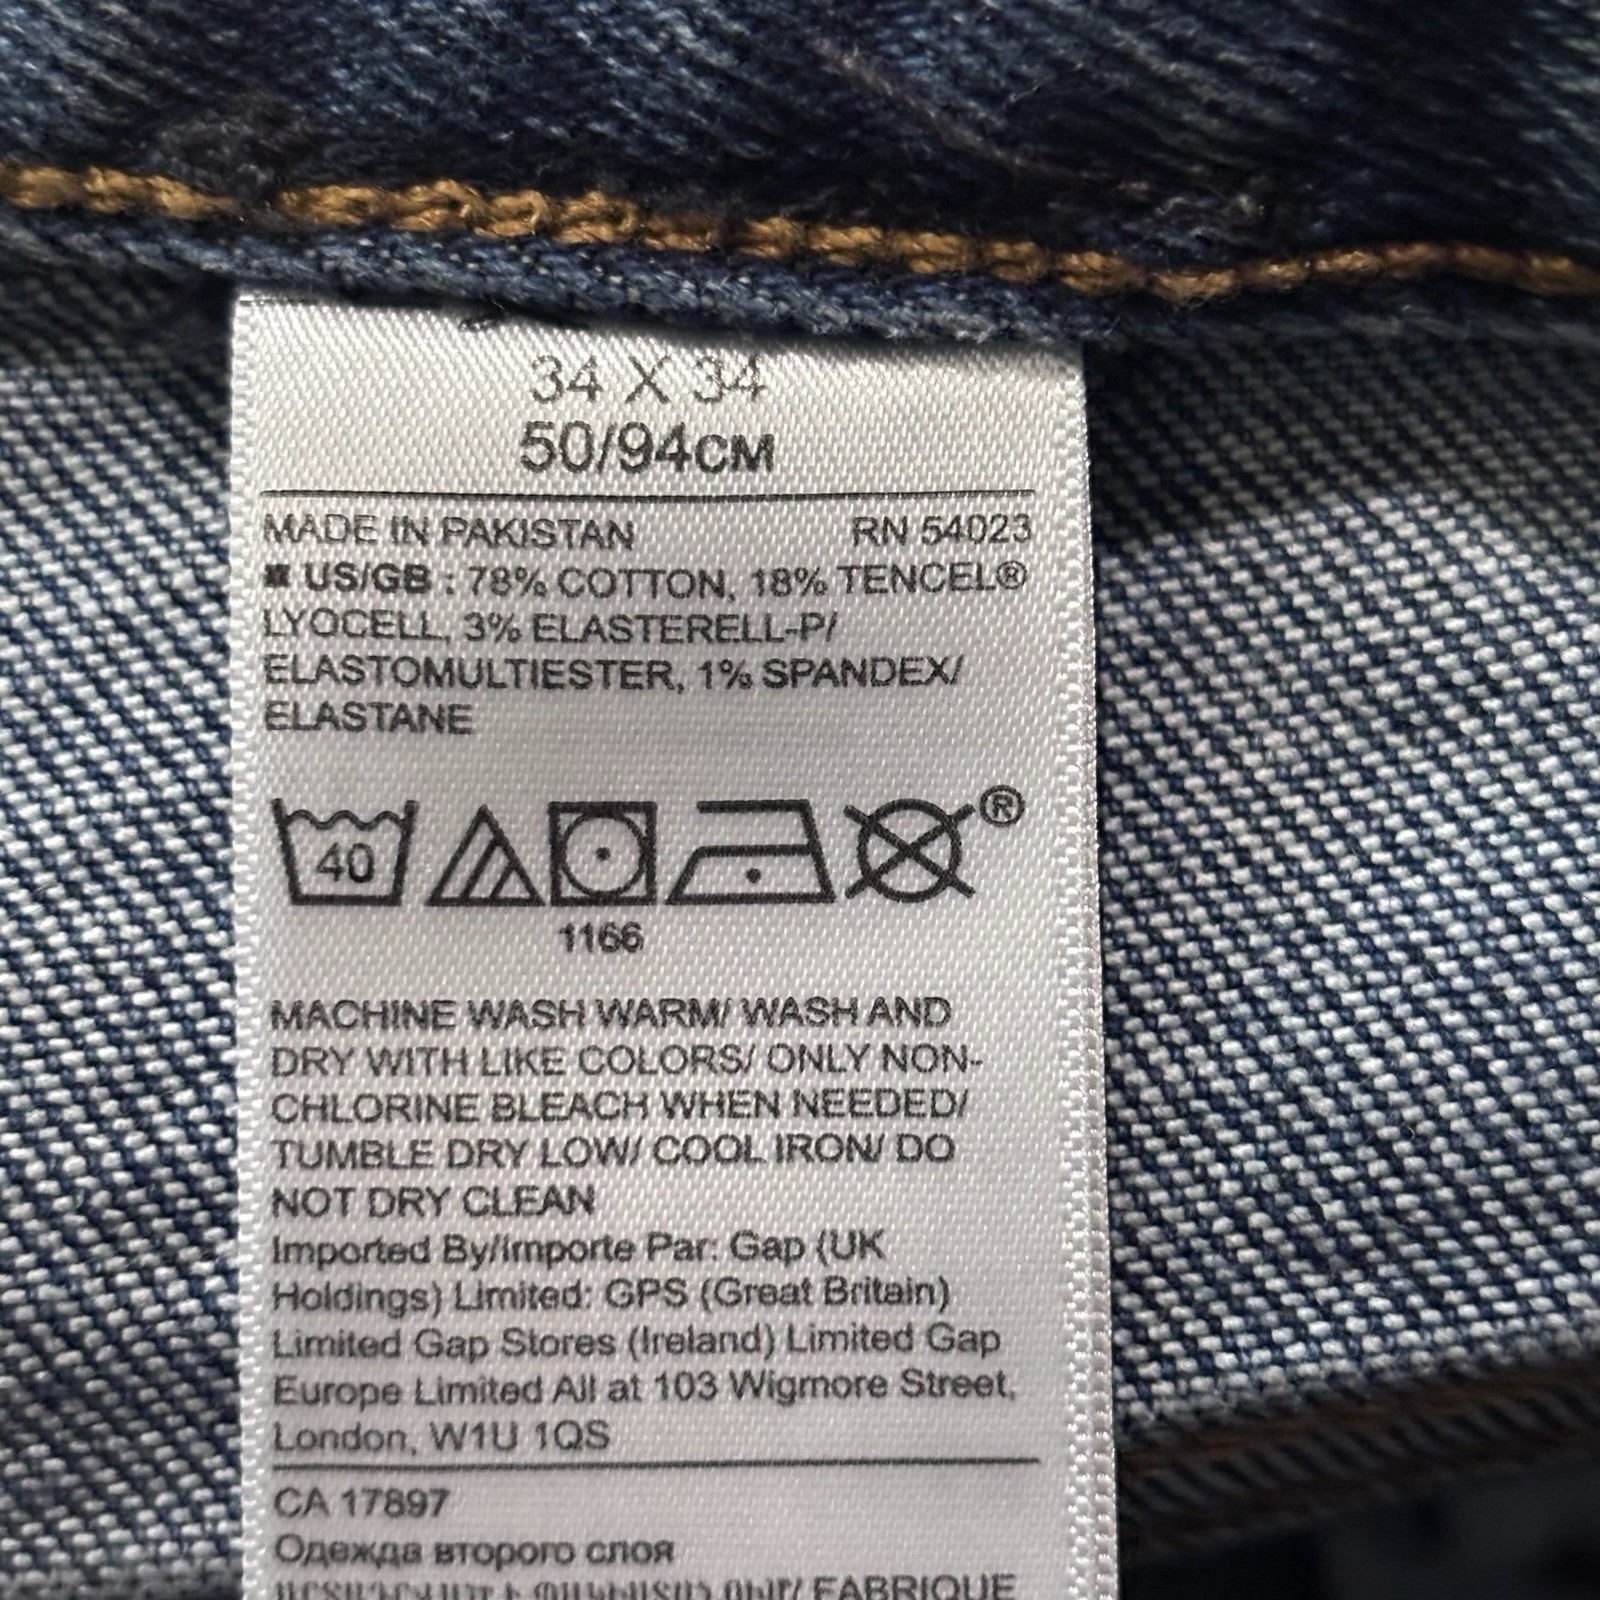 34 X 34
50/94CM
MADE IN PAKISTAN RN 54023
US/GB : 78% COTTON, 18% TENCEL®
LYOCELL, 3% ELASTERELL-P/
ELASTOMULTIESTER, 1% SPANDEX/
ELASTANE
40 ®
1166
MACHINE WASH WARM/ WASH AND
DRY WITH LIKE COLORS/ ONLY NON-
CHLORINE BLEACH WHEN NEEDED/
TUMBLE DRY LOW/ COOL IRON/ DO
NOT DRY CLEAN
Imported By/Importe Par: Gap (UK
Holdings) Limited: GPS (Great Britain)
Limited Gap Stores (Ireland) Limited Gap
Europe Limited All at 103 Wigmore Street,
London, W1U 1QS
CA 17897
Одежда второго слоя
FABRIQUE